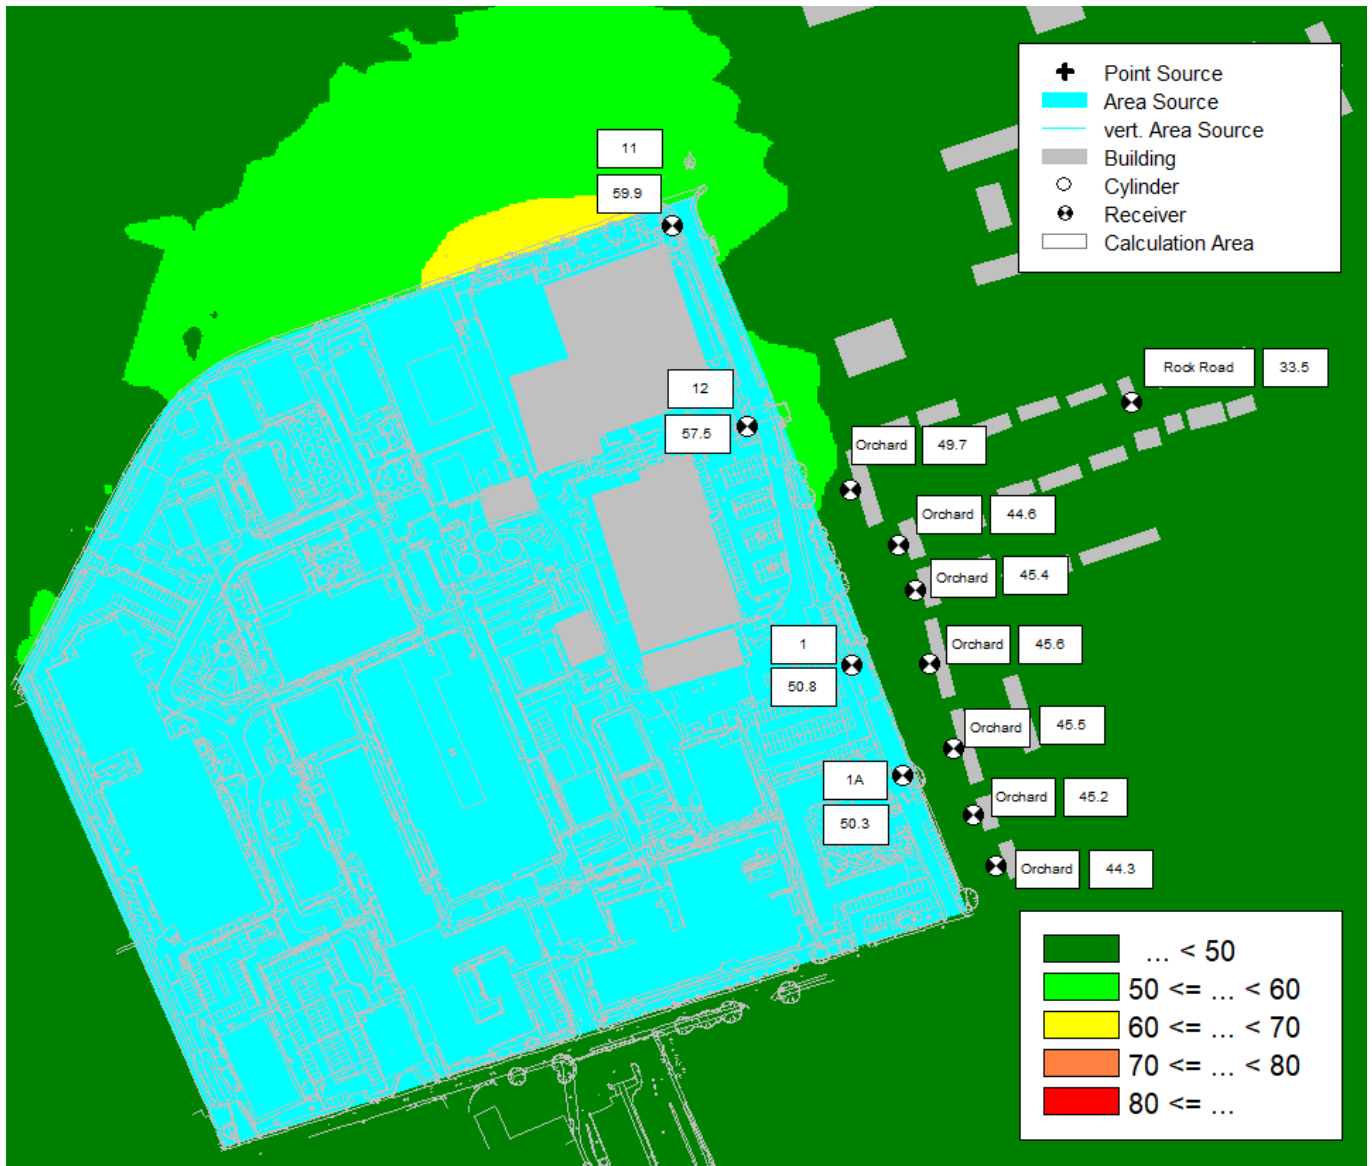 Point Source
Area Source
vert. Area Source
Building
Cylinder
Receiver
Calculation Area
11
59.9
Rock Road 33.5
12
57.5
Orchard 49.7
Orchard 44.6
Orchard 45.4
1
50.8
Orchard 45.6
Orchard 45.5
1A
50.3
Orchard 45.2
Orchard 44.3
... < 50
50 <= ... < 60
60 <= ... < 70
70 <= ... < 80
80 <= ...